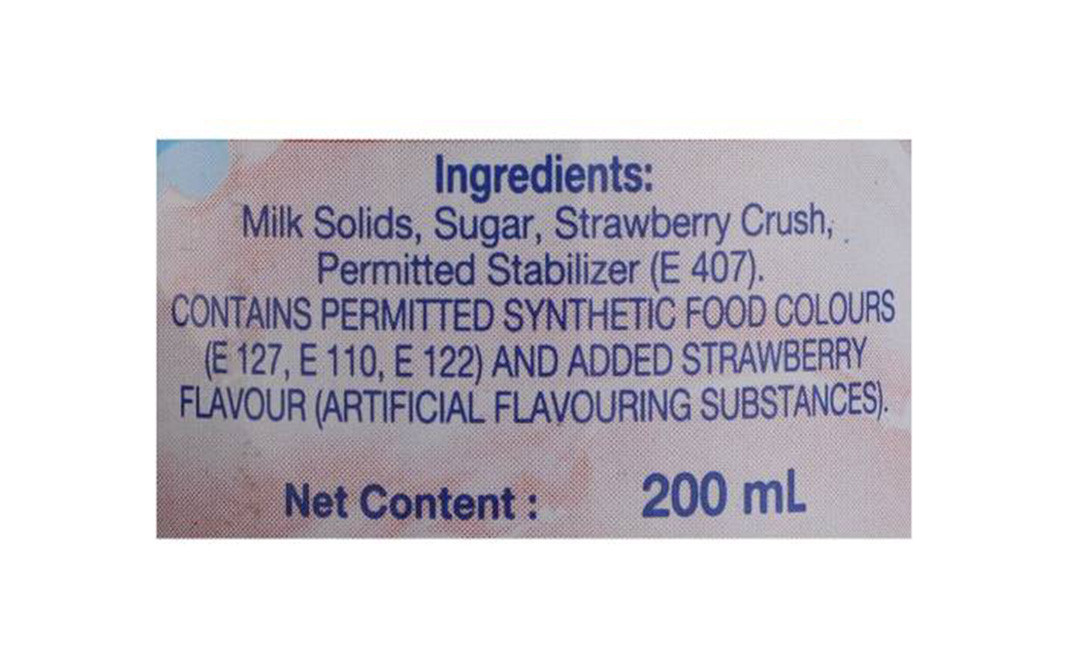 Ingredients:
Milk Solids, Sugar, Strawberry Crush,
Permitted Stabilizer (E 407).
CONTAINS PERMITTED SYNTHETIC FOOD COLOURS
(E 127, E 110, E 122) AND ADDED STRAWBERRY
FLAVOUR (ARTIFICIAL FLAVOURING SUBSTANCES).
Net Content : 200 mL